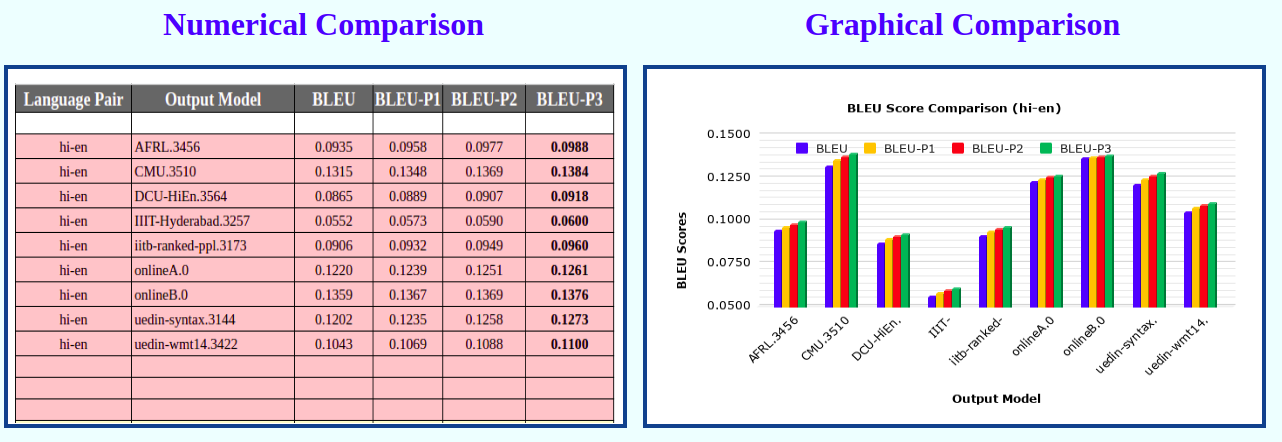 Numerical Comparison
Language Pair Output Model BLEU BLEU-P1 BLEU-P2 BLEU-P3
hi-en AFRL.3456 0.0935 0.0958 0.0977 0.0988
hi-en CMU.3510 0.1315 0.1348 0.1369 0.1384
hi-en DCU-HiEn.3564 0.0865 0.0889 0.0907 0.0918
hi-en IIIT-Hyderabad.3257 0.0552 0.0573 0.0590 0.0600
hi-en iitb-ranked-ppl.3173 0.0906 0.0932 0.0949 0.0960
hi-en onlineA.0 0.1220 0.1239 0.1251 0.1261
hi-en onlineB.0 0.1359 0.1367 0.1369 0.1376
hi-en uedin-syntax.3144 0.1202 0.1235 0.1258 0.1273
hi-en uedin-wmt14.3422 0.1043 0.1069 0.1088 0.1100
Graphical Comparison
BLEU Score Comparison (hi-en)
BLEU BLEU-P1 BLEU-P2 BLEU-P3
0.1500
0.1250
0.1000
0.0750
0.0500
BLEU Scores
AFRL.3456 CMU.3510 DCU-HiEn. IIIT- iitb-ranked- onlineA.0 onlineB.0 uedin-syntax. uedin-wmt14.
Output Model